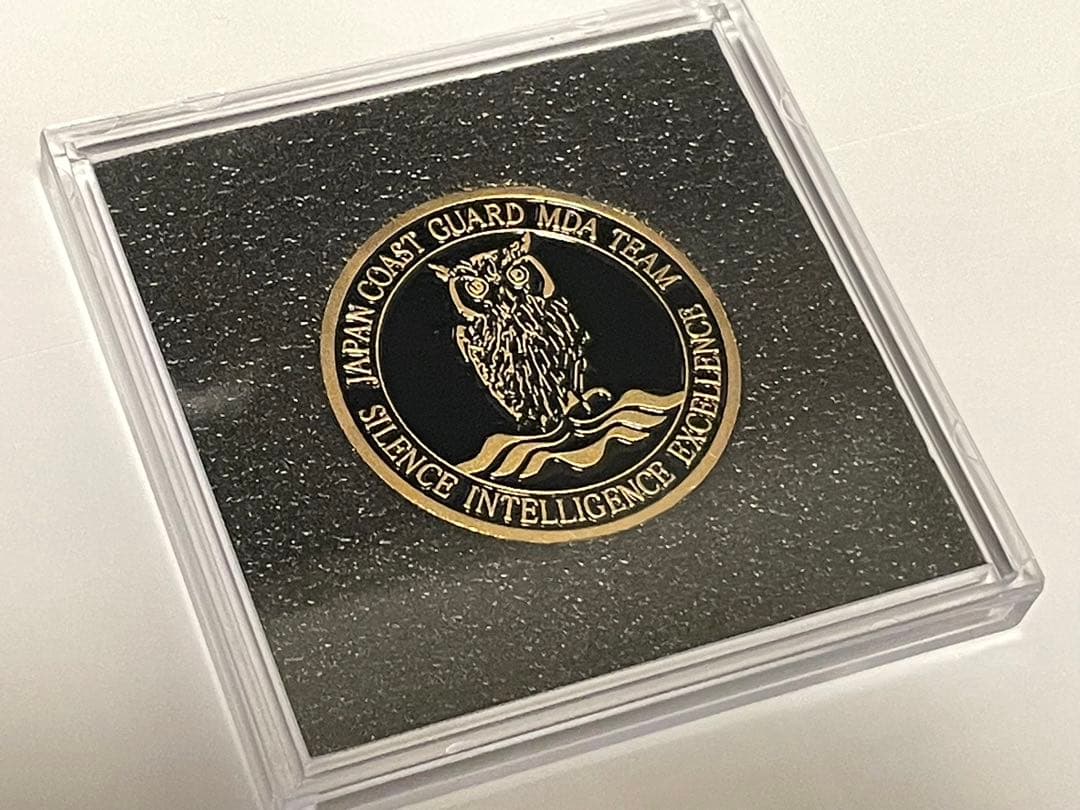 JAPAN COAST GUARD MDA TEAM
SILENCE INTELLIGENCE EXCELLENCE